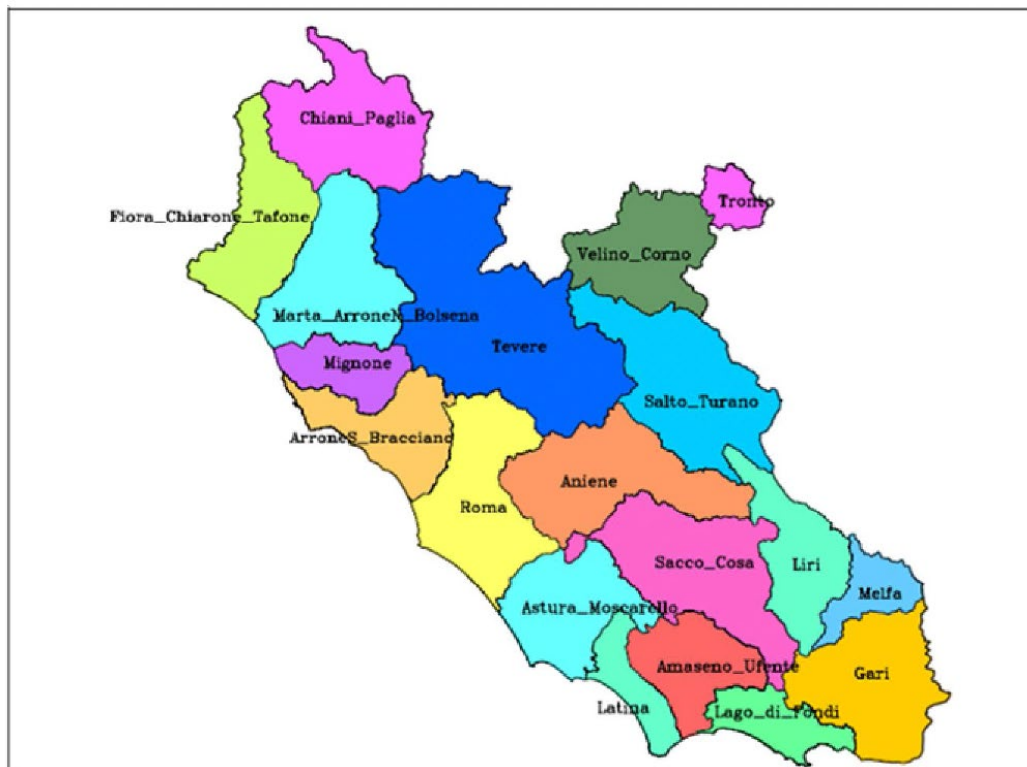 Chiani_Paglia
Tronto
Fiora_Chiarone_Tafone
Velino_Corno
Marta_ArroneN_Bolsena
Tevere
Mignone
Salto_Turano
ArroneS_Bracciano
Aniene
Roma
Sacco_Cosa
Liri
Melfa
Astura_Moscarello
Amaseno_Ufente
Gari
Latina
Lago_di_Fondi